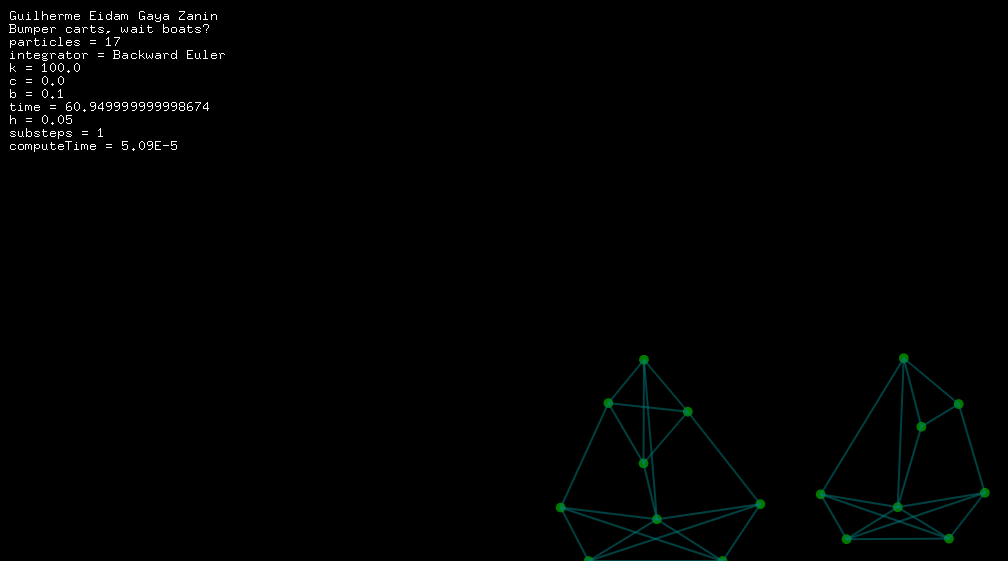 Guilherme Eidam Gaya Zanin
Bumper carts, wait boats?
particles = 17
integrator = Backward Euler
k = 100.0
c = 0.0
b = 0.1
time = 60.949999999998674
h = 0.05
substeps = 1
computeTime = 5.09E-5